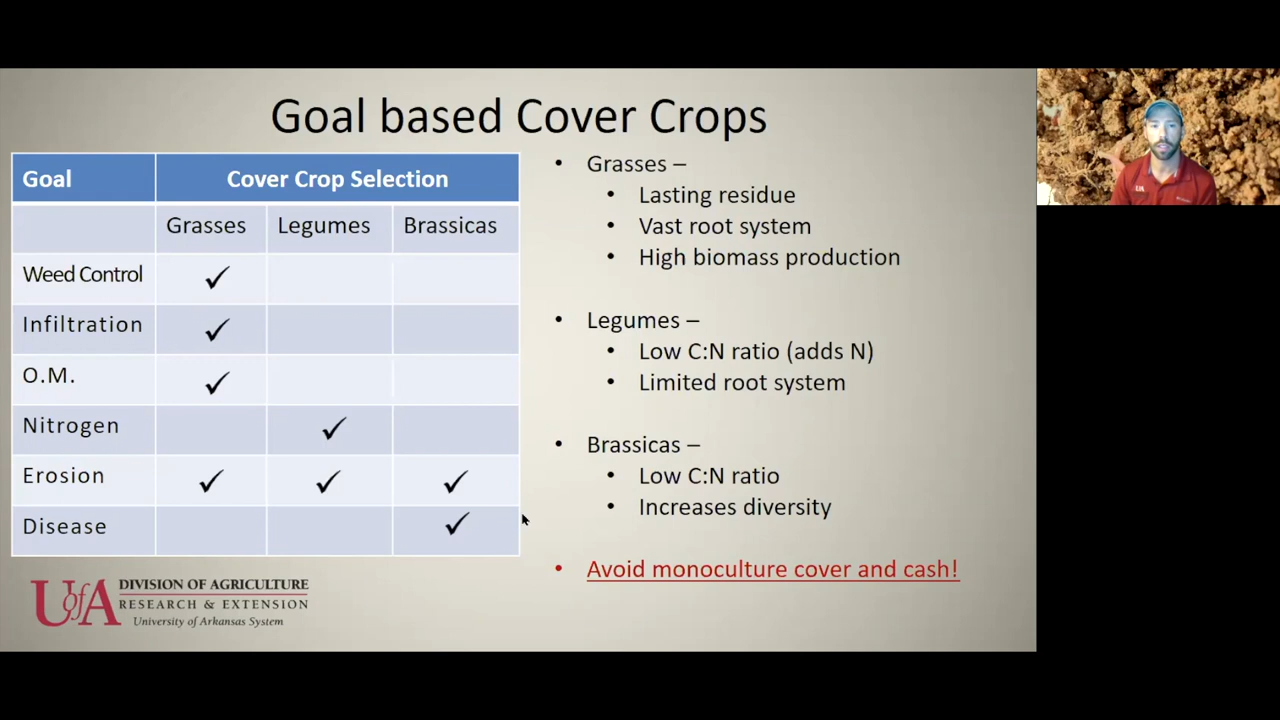 Goal based Cover Crops
Goal Cover Crop Selection
Grasses Legumes Brassicas
Weed Control ✓
Infiltration ✓
O.M. ✓
Nitrogen ✓
Erosion ✓ ✓ ✓
Disease ✓
• Grasses –
• Lasting residue
• Vast root system
• High biomass production
• Legumes –
• Low C:N ratio (adds N)
• Limited root system
• Brassicas –
• Low C:N ratio
• Increases diversity
• Avoid monoculture cover and cash!
UofA
DIVISION OF AGRICULTURE
RESEARCH & EXTENSION
University of Arkansas System
UA